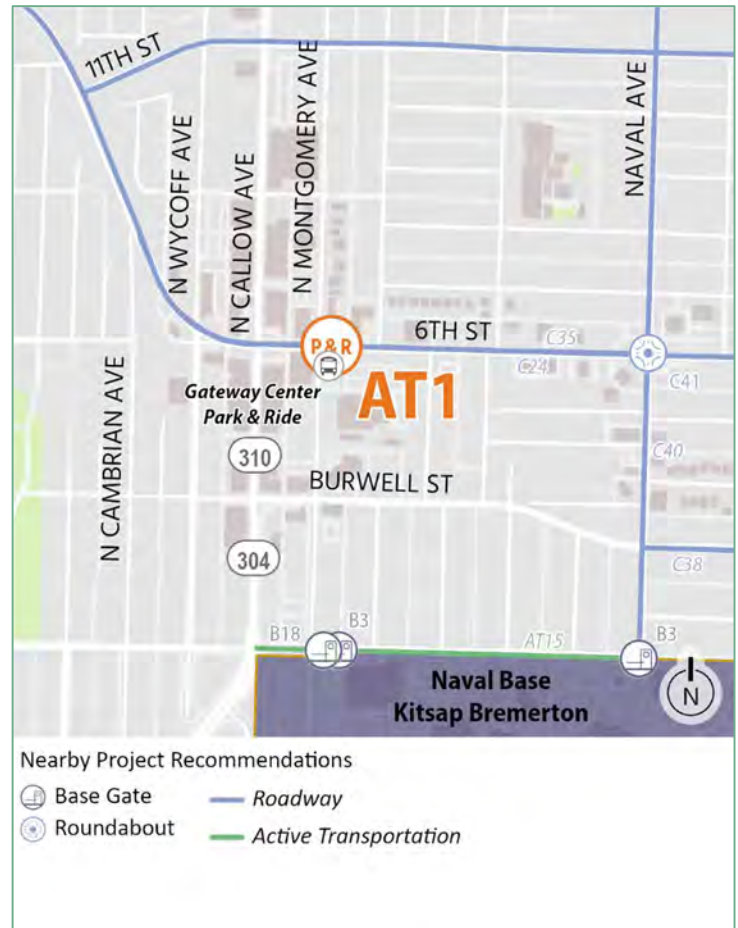 11TH ST
N WYCOFF AVE
N CALLOW AVE
N MONTGOMERY AVE
NAVAL AVE
P & R
6TH ST
C35
C24
C41
Gateway Center
Park & Ride
AT1
N CAMBRIAN AVE
310
C40
BURWELL ST
304
C38
B18
B3
AT15
B3
Naval Base
Kitsap Bremerton
N
Nearby Project Recommendations
Base Gate
Roadway
Roundabout
Active Transportation